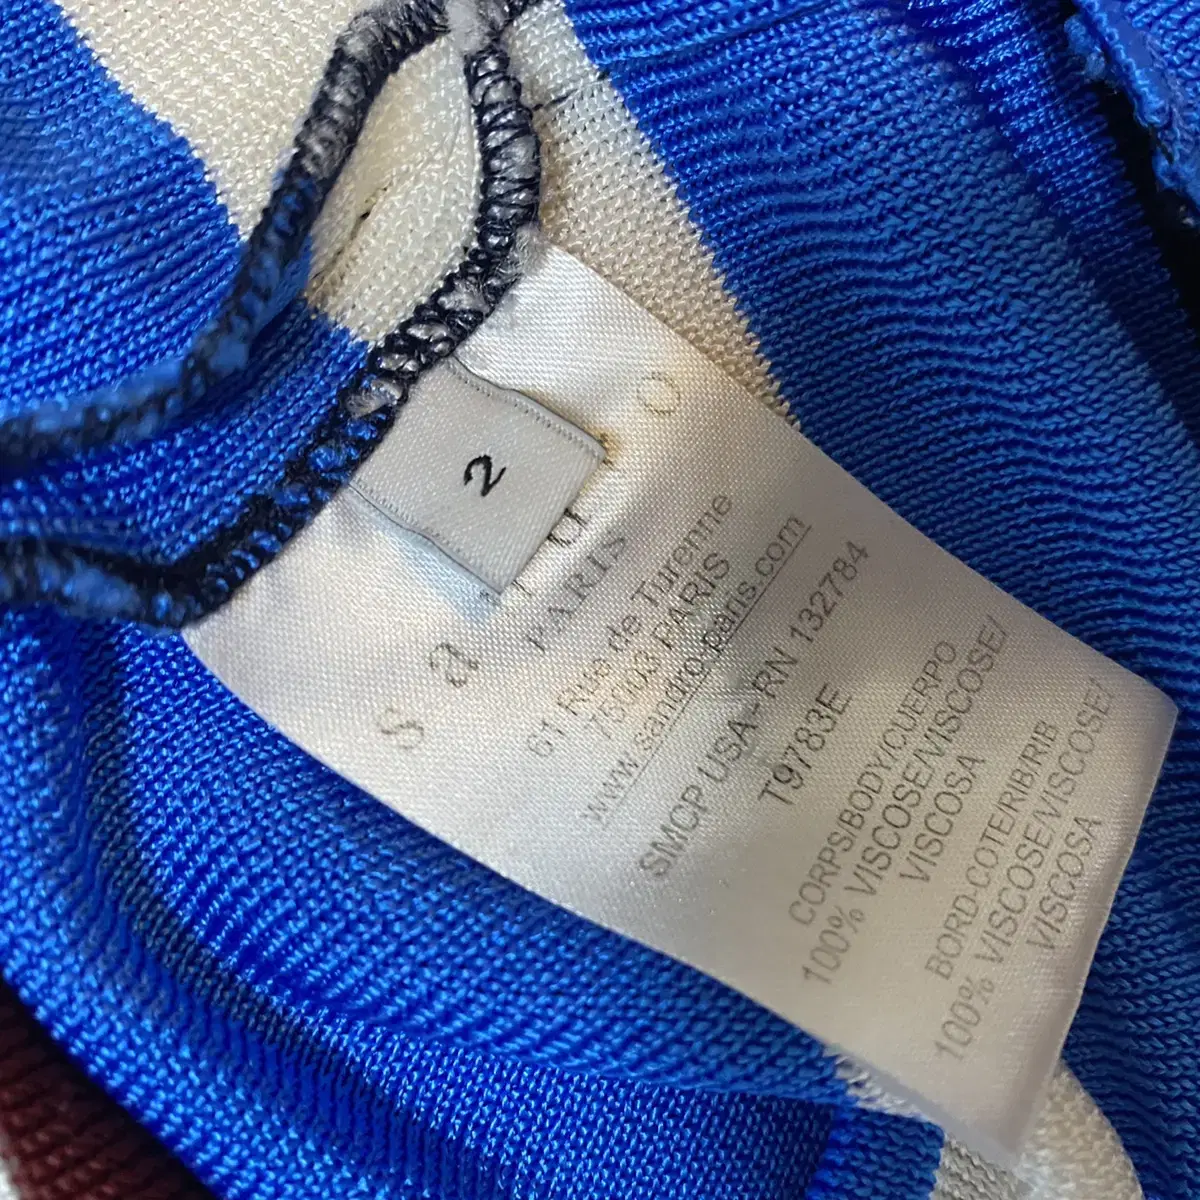 2
PARIS
61 Rue de Turenne
75003 PARIS
www.sandro-paris.com
SMCP USA-RN 132784
T9783E
CORPS/BODY/CUERPO
100% VISCOSE/VISCOSE/
VISCOSA
BORD-COTE/RIB/RIB
100% VISCOSE/VISCOSE/
VISCOSA